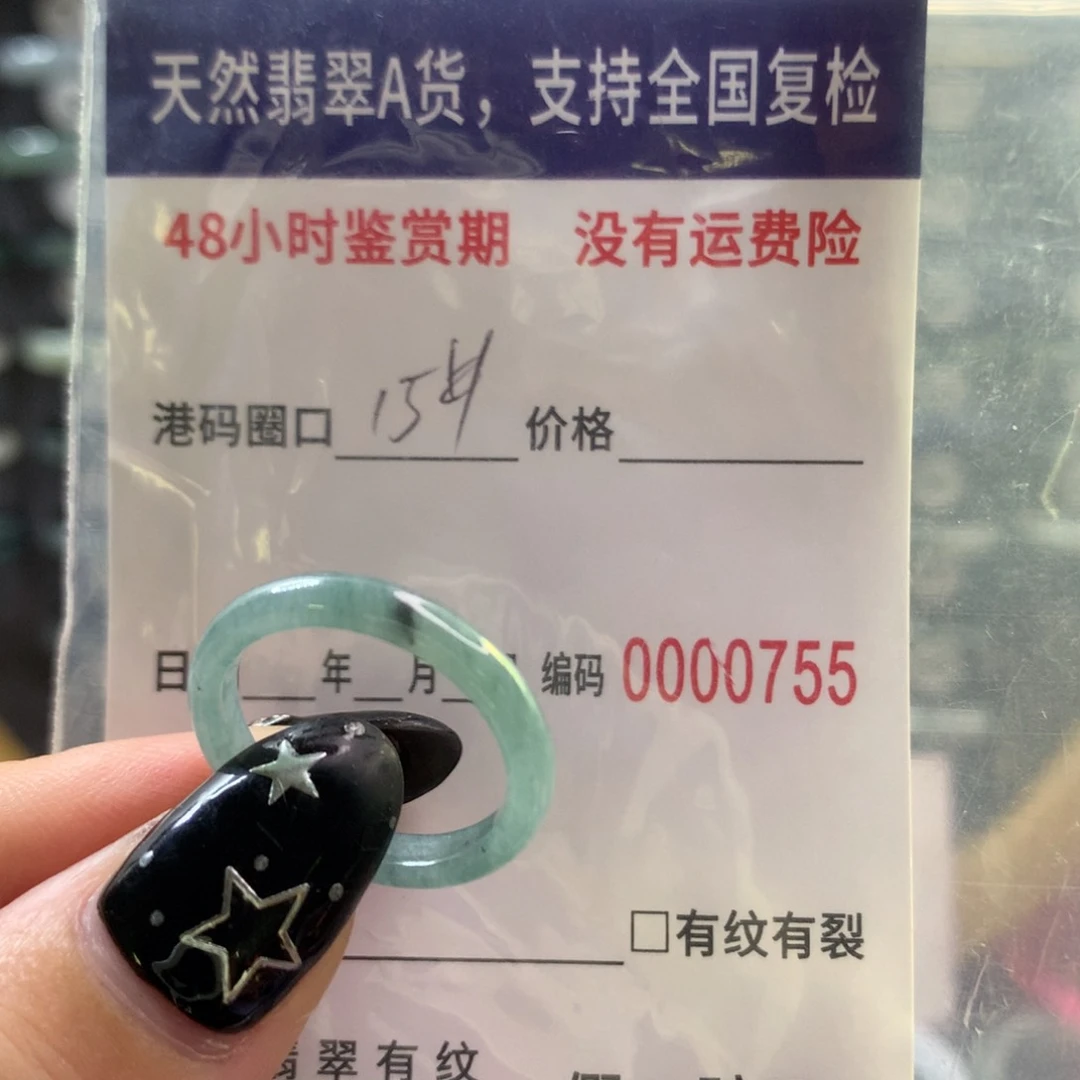 天然翡翠A货，支持全国复检
48小时鉴赏期 没有运费险
港码圈口 15# 价格
日 年 月 编码 0000755
□有纹有裂
翡翠有纹